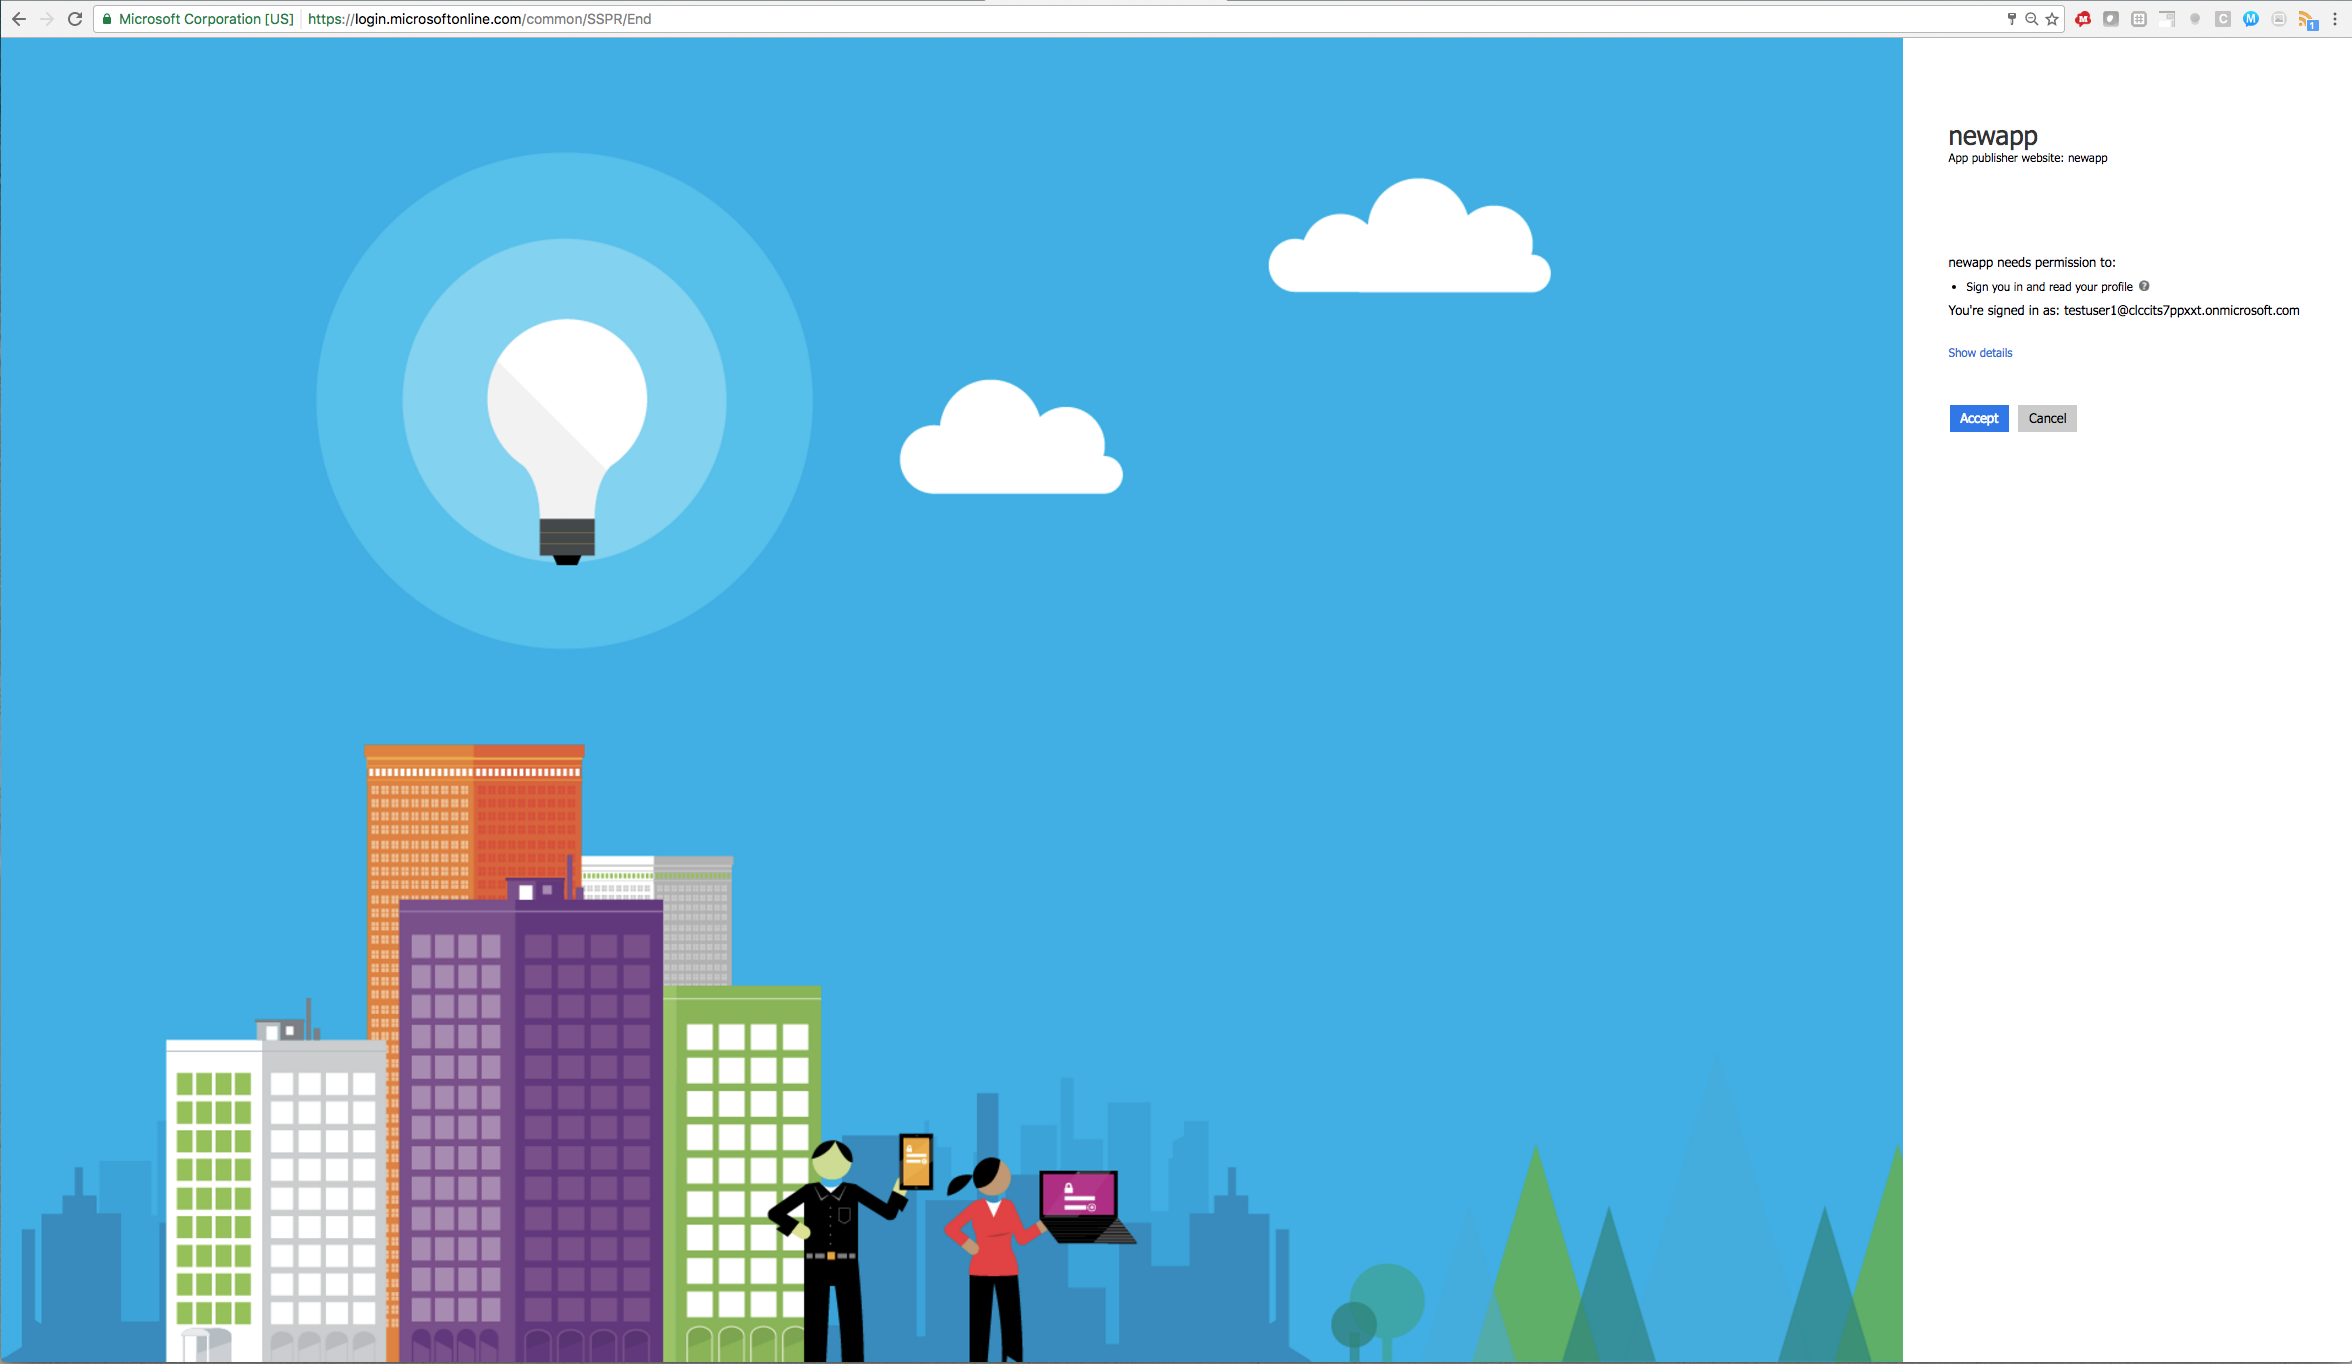 Microsoft Corporation [US] https://login.microsoftonline.com/common/SSPR/End
newapp
App publisher website: newapp
newapp needs permission to:
• Sign you in and read your profile
You're signed in as: testuser1@clccits7ppxxt.onmicrosoft.com
Show details
Accept Cancel